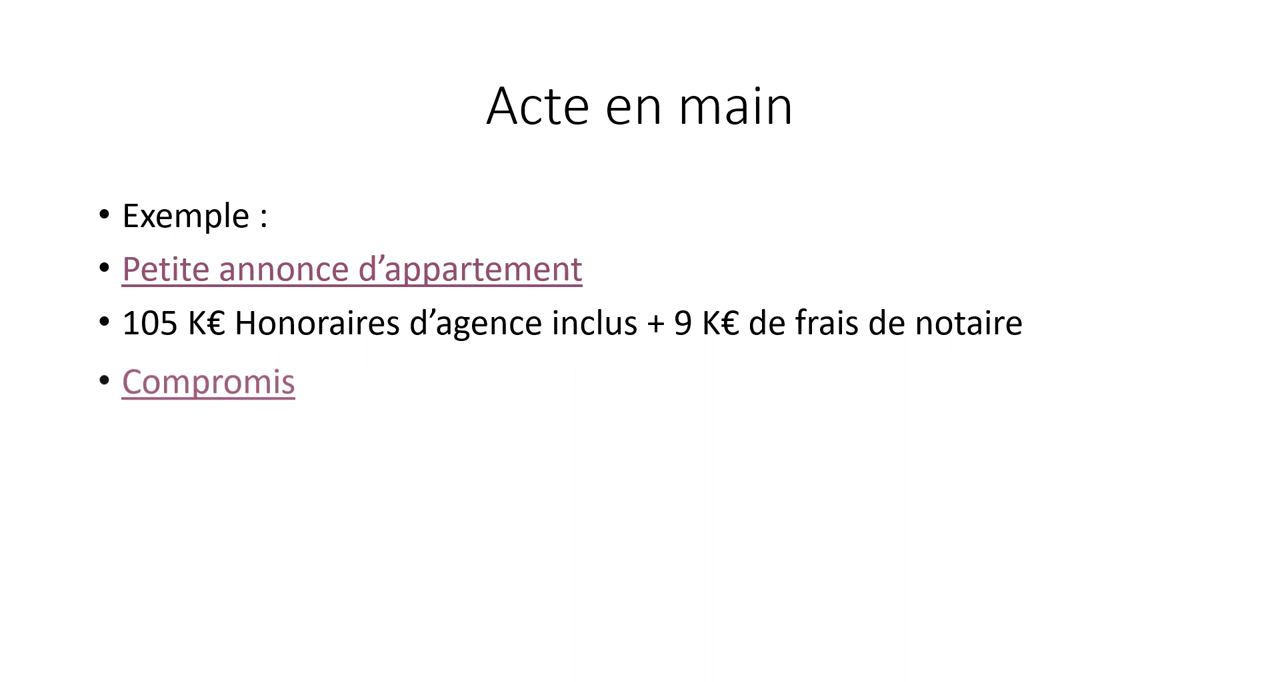 Acte en main
• Exemple :
• Petite annonce d’appartement
• 105 K€ Honoraires d’agence inclus + 9 K€ de frais de notaire
• Compromis